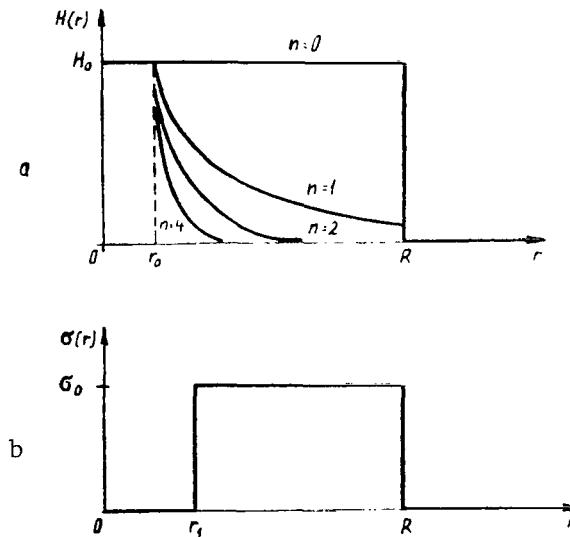 H(r)
H₀
n=0
a
n=1
n=4
n=2
0
r₀
R
r
σ(r)
σ₀
b
0
r₁
R